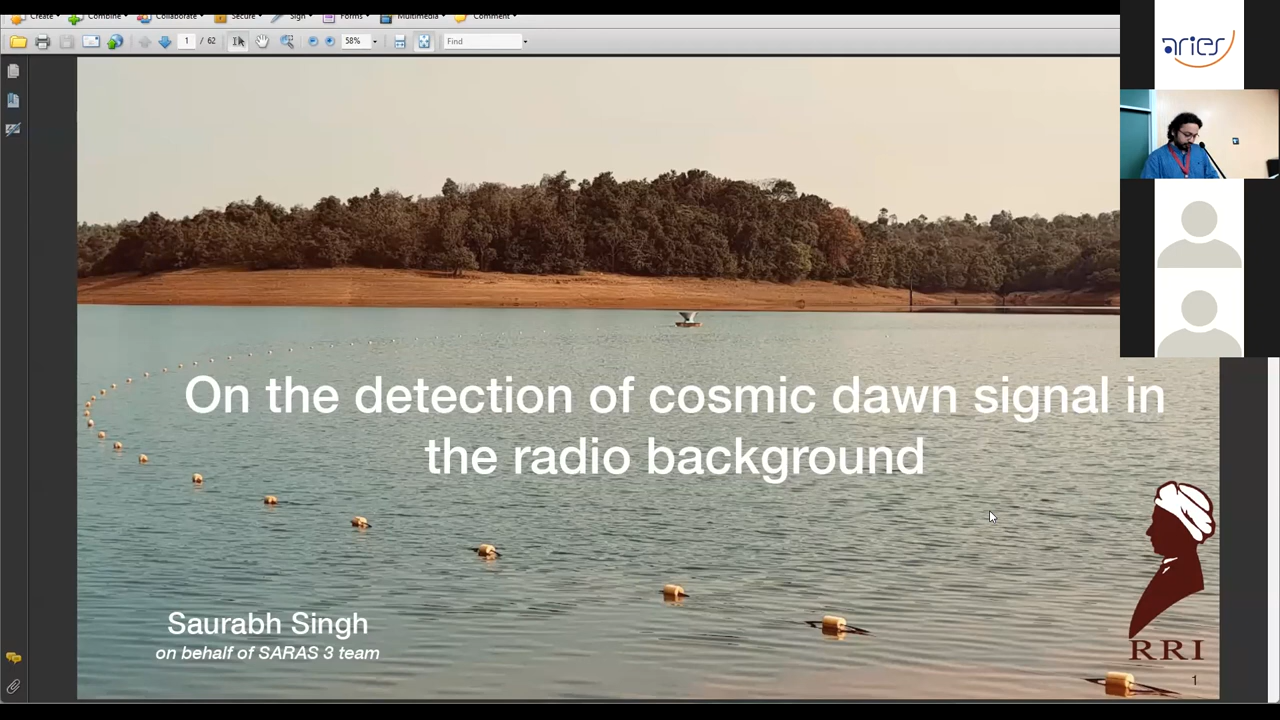 Create
Combine
Collaborate
Secure
Sign
Forms
Multimedia
Comment
1 / 62
58%
Find
aries
On the detection of cosmic dawn signal in
the radio background
Saurabh Singh
on behalf of SARAS 3 team
RRI
1